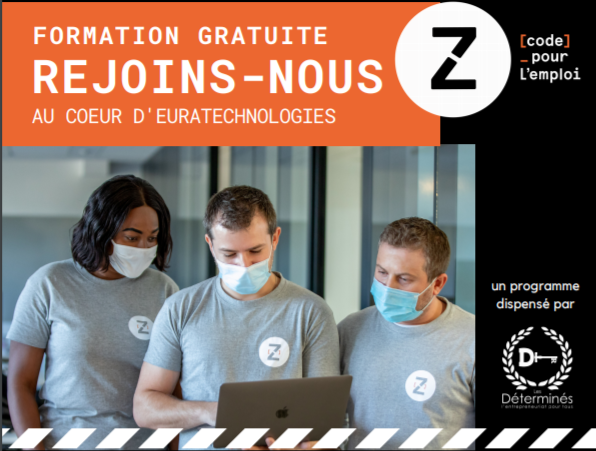 FORMATION GRATUITE
REJOINS-NOUS
AU COEUR D'EURATECHNOLOGIES
Z
[code]
_pour
L'emploi
Z
Z
Z
un programme
dispensé par
D
Les
Déterminés
l'entrepreneuriat pour tous